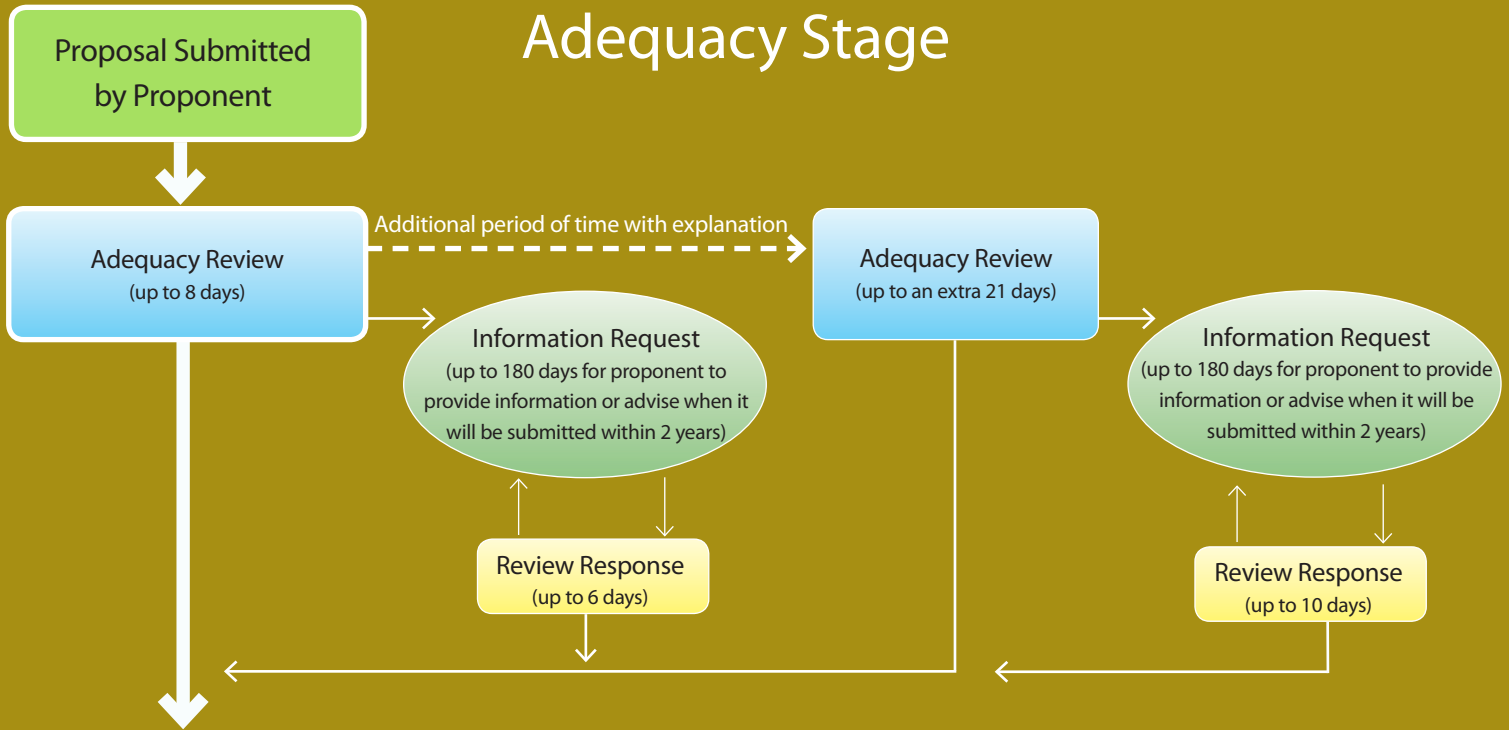 Adequacy Stage
Proposal Submitted
by Proponent
Adequacy Review
(up to 8 days)
Additional period of time with explanation
Adequacy Review
(up to an extra 21 days)
Information Request
(up to 180 days for proponent to
provide information or advise when it
will be submitted within 2 years)
Information Request
(up to 180 days for proponent to provide
information or advise when it will be
submitted within 2 years)
Review Response
(up to 6 days)
Review Response
(up to 10 days)